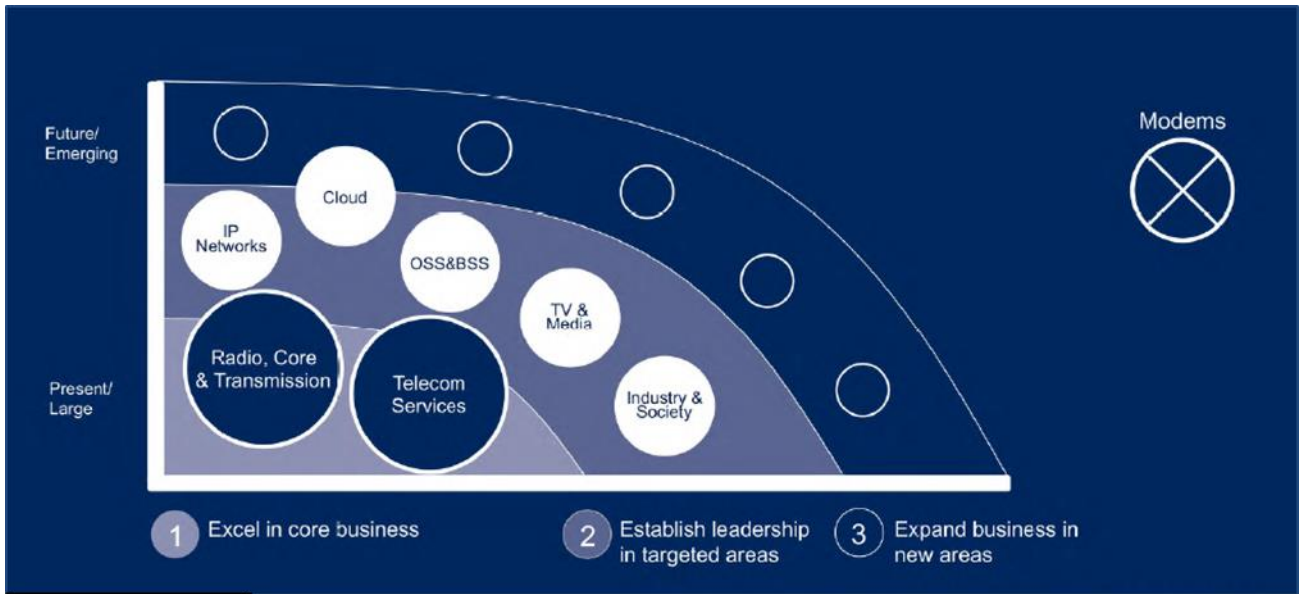 Modems
Future/
Emerging
Cloud
IP
Networks
OSS&BSS
TV &
Media
Radio, Core
& Transmission
Present/
Large
Telecom
Services
Industry &
Society
1 Excel in core business
2 Establish leadership
in targeted areas
3 Expand business in
new areas